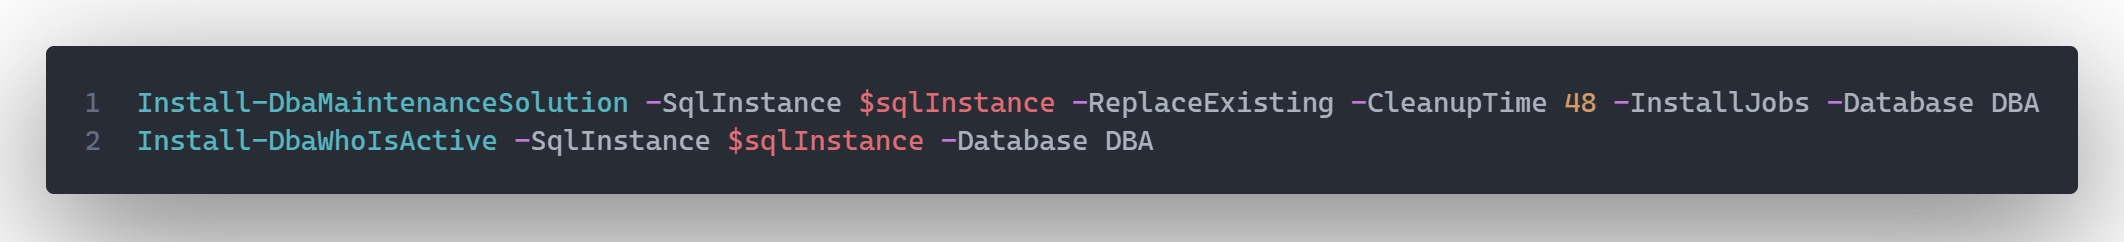 1 Install-DbaMaintenanceSolution -SqlInstance $sqlInstance -ReplaceExisting -CleanupTime 48 -InstallJobs -Database DBA
2 Install-DbaWhoIsActive -SqlInstance $sqlInstance -Database DBA